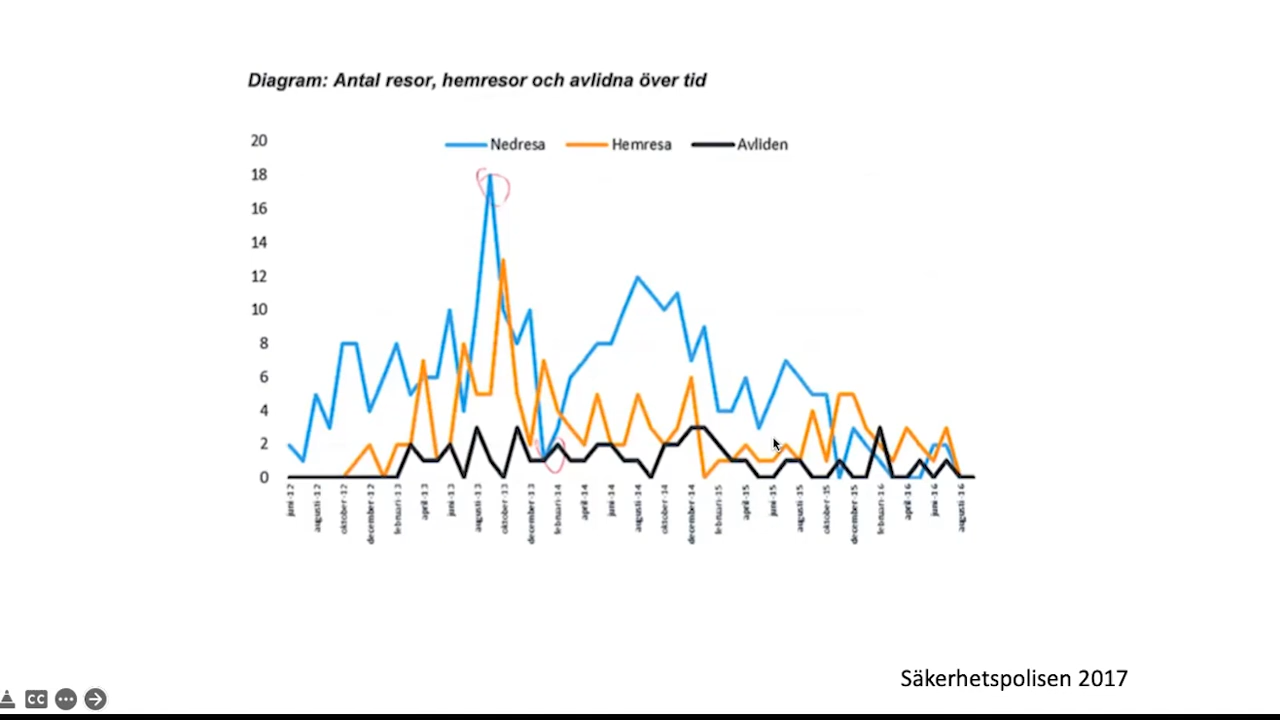 Diagram: Antal resor, hemresor och avlidna över tid
Nedresa Hemresa Avliden
20
18
16
14
12
10
8
6
4
2
0
juni-12 augusti-12 oktober-12 december-12 februari-13 april-13 juni-13 augusti-13 oktober-13 december-13 februari-14 april-14 juni-14 augusti-14 oktober-14 december-14 februari-15 april-15 juni-15 augusti-15 oktober-15 december-15 februari-16 april-16 juni-16 augusti-16
Säkerhetspolisen 2017
CC